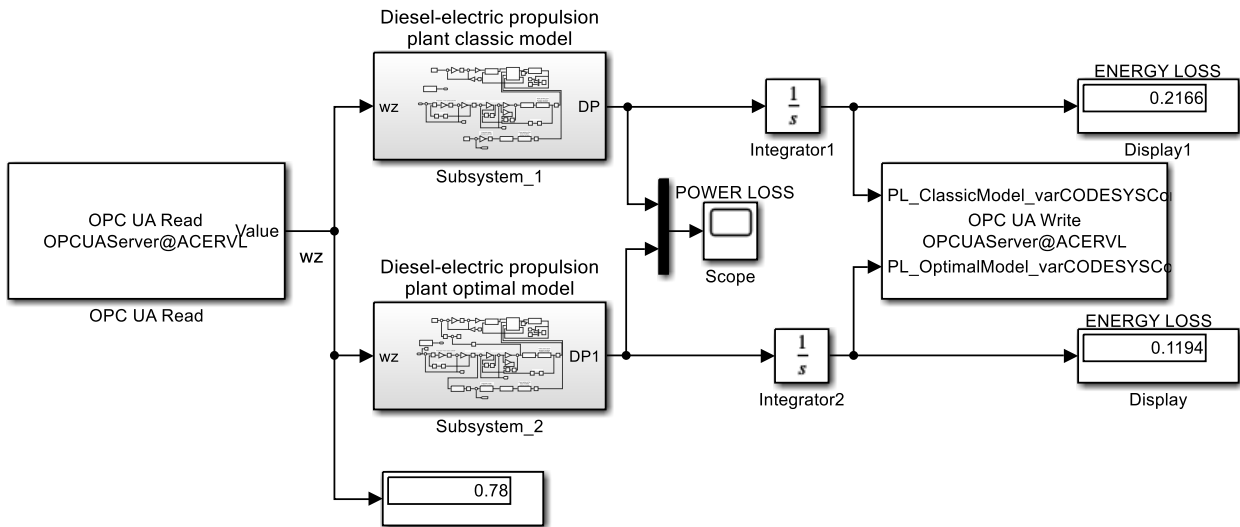 Diesel-electric propulsion
plant classic model
wz
DP
Subsystem_1
1
s
Integrator1
ENERGY LOSS
0.2166
Display1
OPC UA Read
OPCUAServer@ACERVL
Value
OPC UA Read
wz
POWER LOSS
Scope
PL_ClassicModel_varCODESYSCo
OPC UA Write
OPCUAServer@ACERVL
PL_OptimalModel_varCODESYSCo
Diesel-electric propulsion
plant optimal model
wz
DP1
Subsystem_2
1
s
Integrator2
ENERGY LOSS
0.1194
Display
0.78